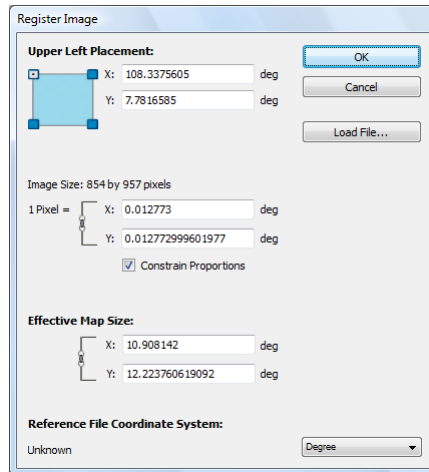 Register Image
Upper Left Placement:
X: 108.3375605 deg
Y: 7.7816585 deg
OK
Cancel
Load File...
Image Size: 854 by 957 pixels
1 Pixel = X: 0.012773 deg
Y: 0.012772999601977 deg
Constrain Proportions
Effective Map Size:
X: 10.908142 deg
Y: 12.223760619092 deg
Reference File Coordinate System:
Unknown Degree